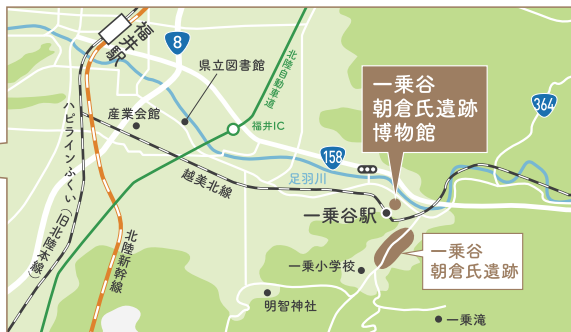 福井駅
8
県立図書館
北陸自動車道
産業会館
福井IC
一乗谷
朝倉氏遺跡
博物館
364
158
足羽川
越美北線
ハピラインふくい(旧北陸本線)
北陸新幹線
一乗谷駅
一乗谷
朝倉氏遺跡
一乗小学校
明智神社
一乗滝